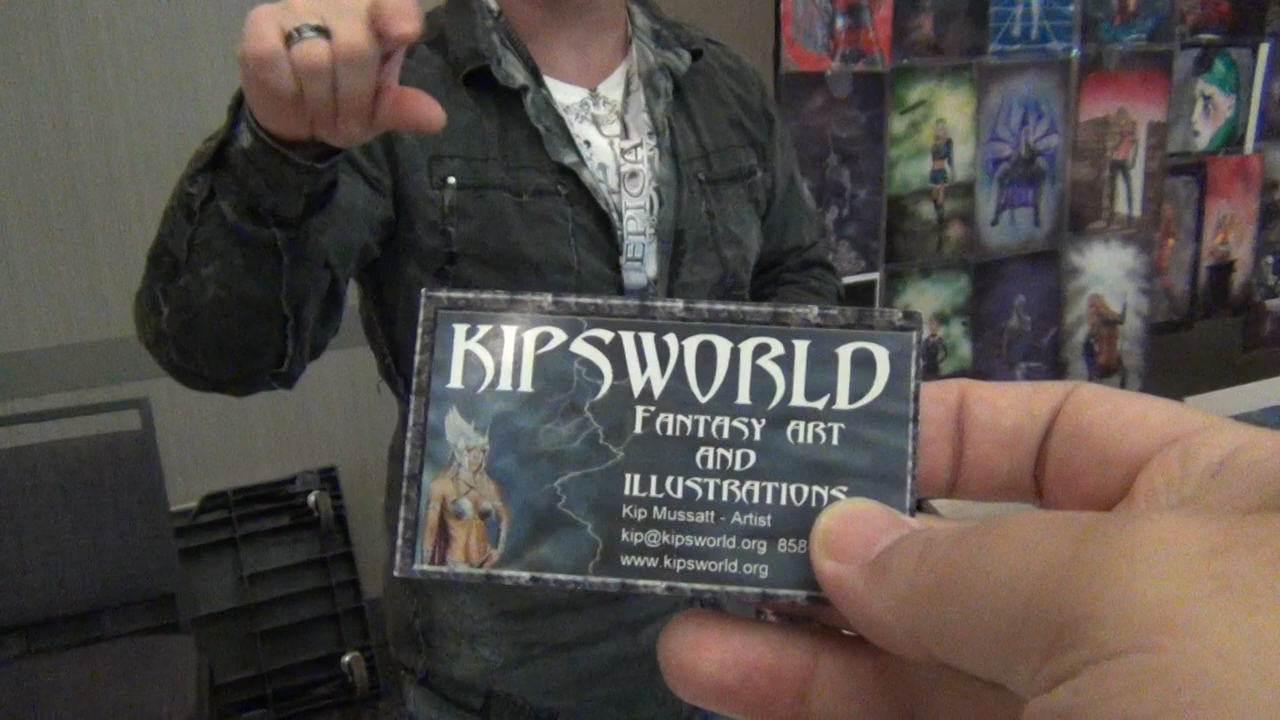 EPICA
KIPSWORLD
FANTASY ART
AND
ILLUSTRATIONS
Kip Mussatt - Artist
kip@kipsworld.org 858
www.kipsworld.org